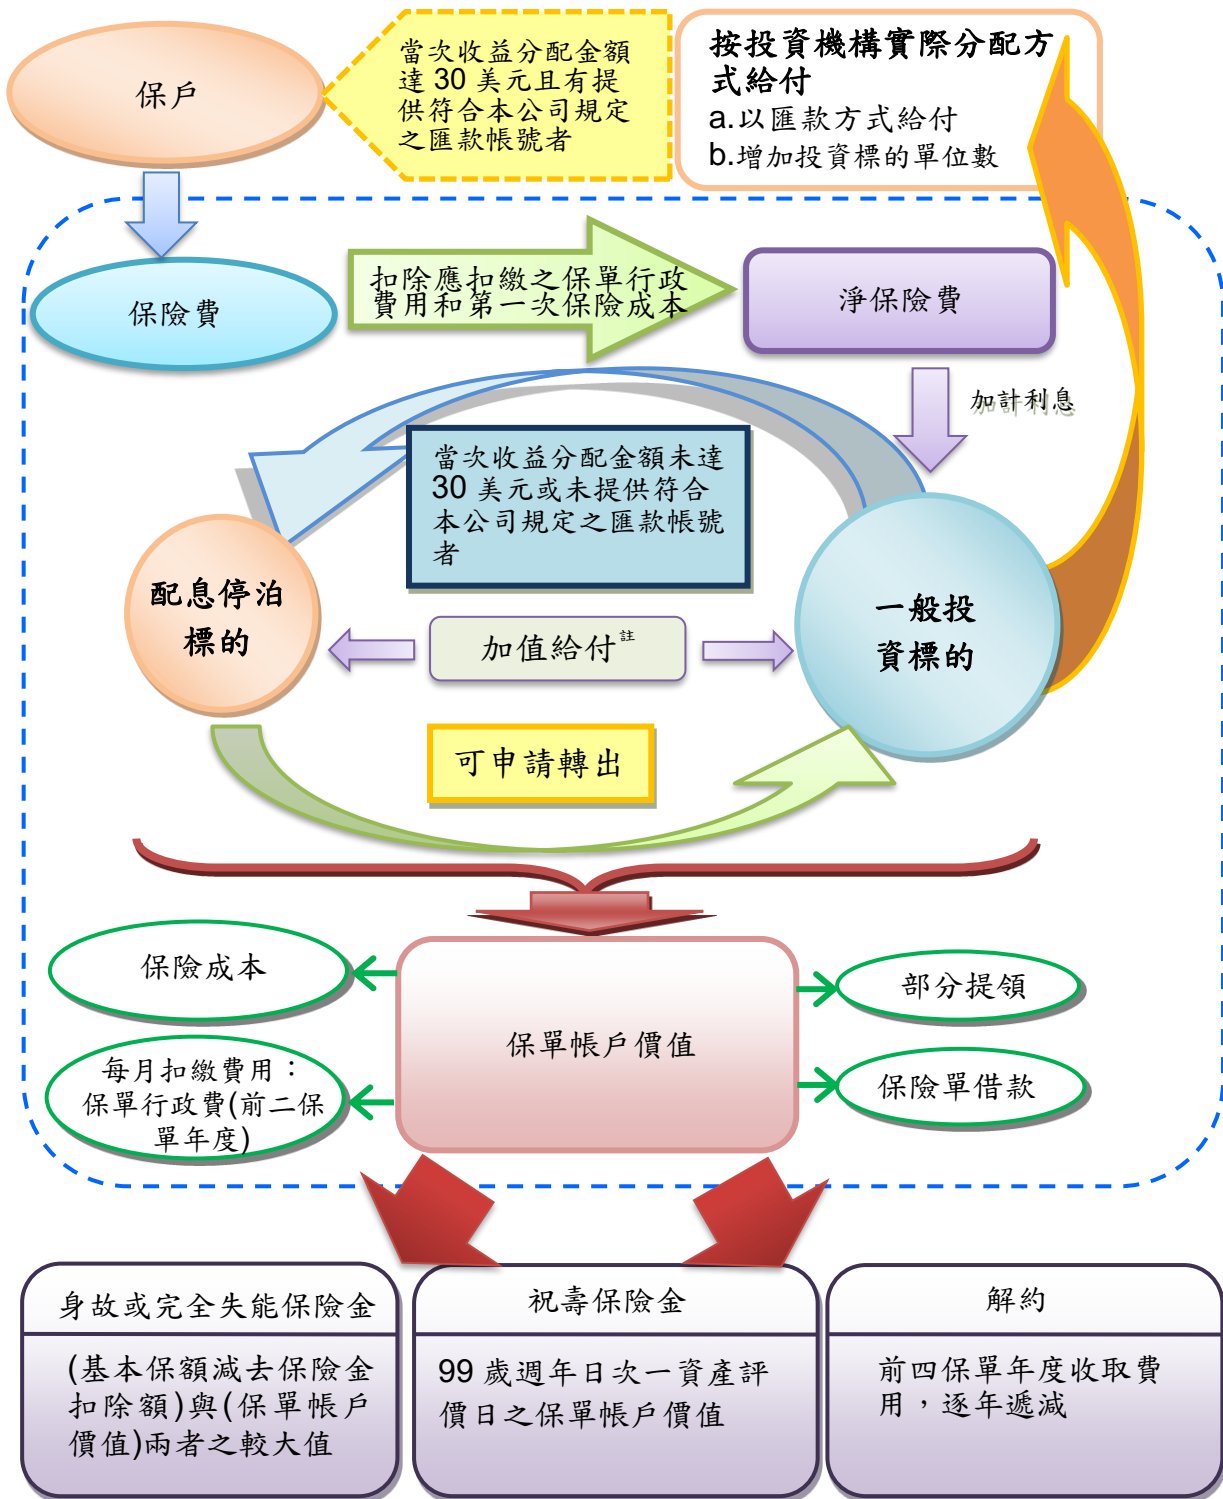 保戶
當次收益分配金額
達 30 美元且有提
供符合本公司規定
之匯款帳號者
按投資機構實際分配方
式給付
a.以匯款方式給付
b.增加投資標的單位數
保險費
扣除應扣繳之保單行政
費用和第一次保險成本
淨保險費
加計利息
當次收益分配金額未達
30 美元或未提供符合
本公司規定之匯款帳號
者
配息停泊
標的
一般投
資標的
加值給付註
可申請轉出
保險成本
部分提領
保單帳戶價值
每月扣繳費用：
保單行政費(前二保
單年度)
保險單借款
身故或完全失能保險金
(基本保額減去保險金
扣除額)與(保單帳戶
價值)兩者之較大值
祝壽保險金
99 歲週年日次一資產評
價日之保單帳戶價值
解約
前四保單年度收取費
用，逐年遞減